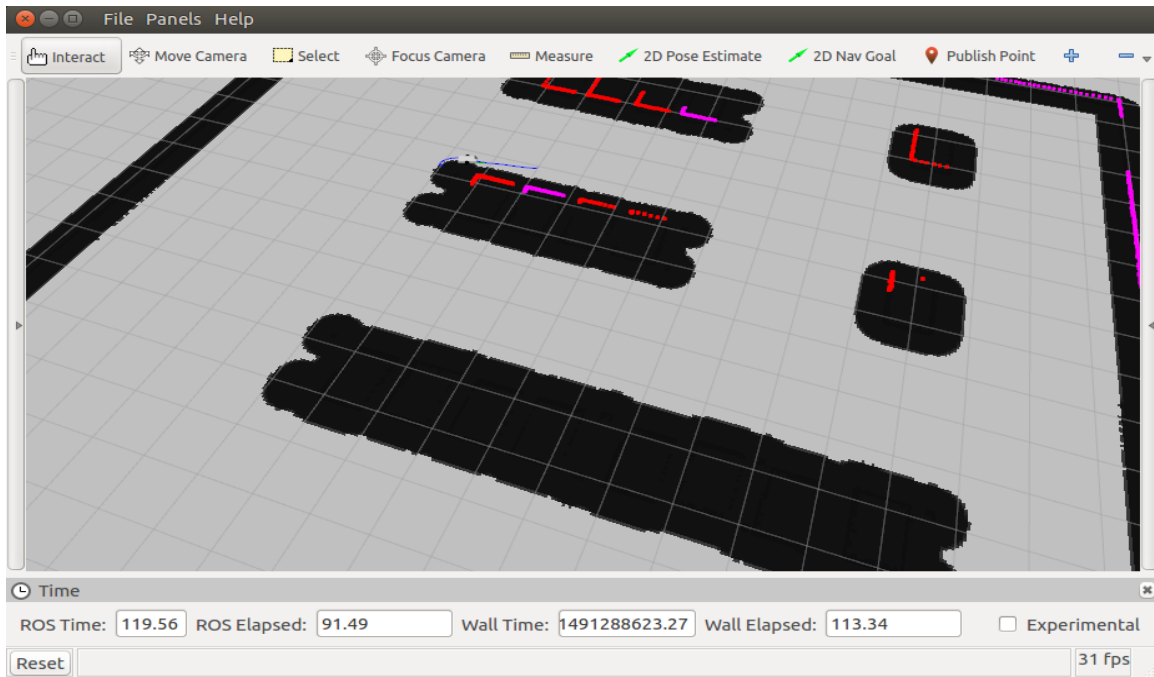 File Panels Help
Interact Move Camera Select Focus Camera Measure 2D Pose Estimate 2D Nav Goal Publish Point
Time
ROS Time: 119.56 ROS Elapsed: 91.49 Wall Time: 1491288623.27 Wall Elapsed: 113.34 Experimental
Reset 31 fps